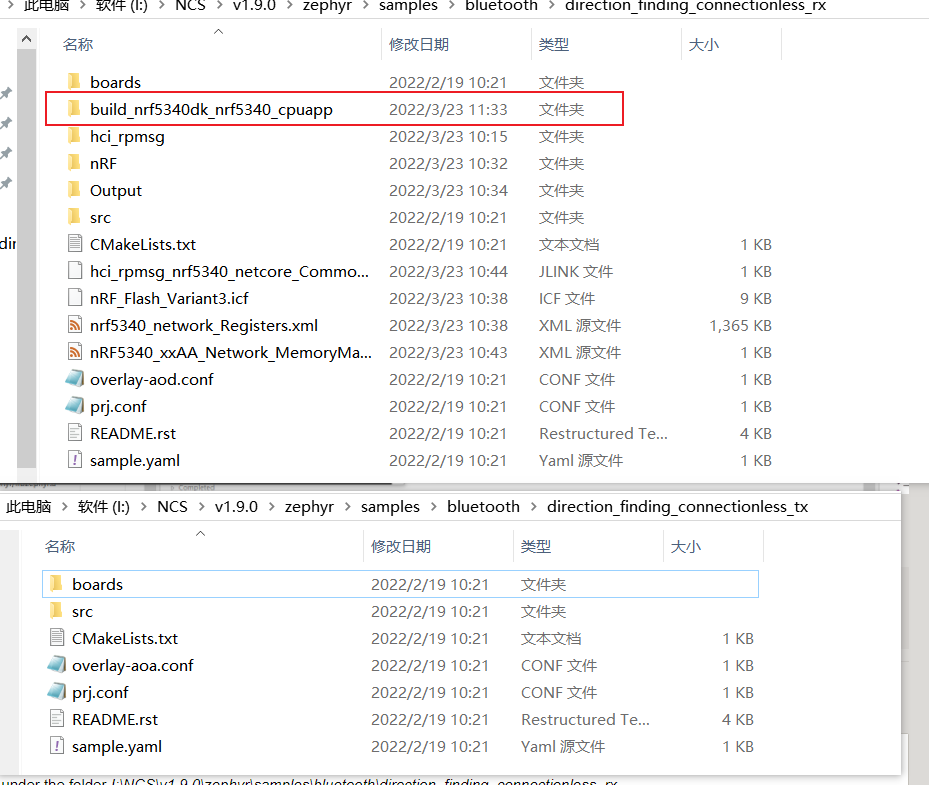 > 此电脑 > 软件 (I:) > NCS > v1.9.0 > zephyr > samples > bluetooth > direction_finding_connectionless_rx
名称 修改日期 类型 大小
boards 2022/2/19 10:21 文件夹
build_nrf5340dk_nrf5340_cpuapp 2022/3/23 11:33 文件夹
hci_rpmsg 2022/3/23 10:15 文件夹
nRF 2022/3/23 10:32 文件夹
Output 2022/3/23 10:34 文件夹
src 2022/2/19 10:21 文件夹
CMakeLists.txt 2022/2/19 10:21 文本文档 1 KB
hci_rpmsg_nrf5340_netcore_Commo... 2022/3/23 10:44 JLINK 文件 1 KB
nRF_Flash_Variant3.icf 2022/3/23 10:38 ICF 文件 9 KB
nrf5340_network_Registers.xml 2022/3/23 10:38 XML 源文件 1,365 KB
nRF5340_xxAA_Network_MemoryMa... 2022/3/23 10:43 XML 源文件 1 KB
overlay-aod.conf 2022/2/19 10:21 CONF 文件 1 KB
prj.conf 2022/2/19 10:21 CONF 文件 1 KB
README.rst 2022/2/19 10:21 Restructured Te... 4 KB
sample.yaml 2022/2/19 10:21 Yaml 源文件 1 KB
Completed
此电脑 > 软件 (I:) > NCS > v1.9.0 > zephyr > samples > bluetooth > direction_finding_connectionless_tx
名称 修改日期 类型 大小
boards 2022/2/19 10:21 文件夹
src 2022/2/19 10:21 文件夹
CMakeLists.txt 2022/2/19 10:21 文本文档 1 KB
overlay-aoa.conf 2022/2/19 10:21 CONF 文件 1 KB
prj.conf 2022/2/19 10:21 CONF 文件 1 KB
README.rst 2022/2/19 10:21 Restructured Te... 4 KB
sample.yaml 2022/2/19 10:21 Yaml 源文件 1 KB
under the folder I:\NCS\v1.9.0\zephyr\samples\bluetooth\direction_finding_connectionless_rx